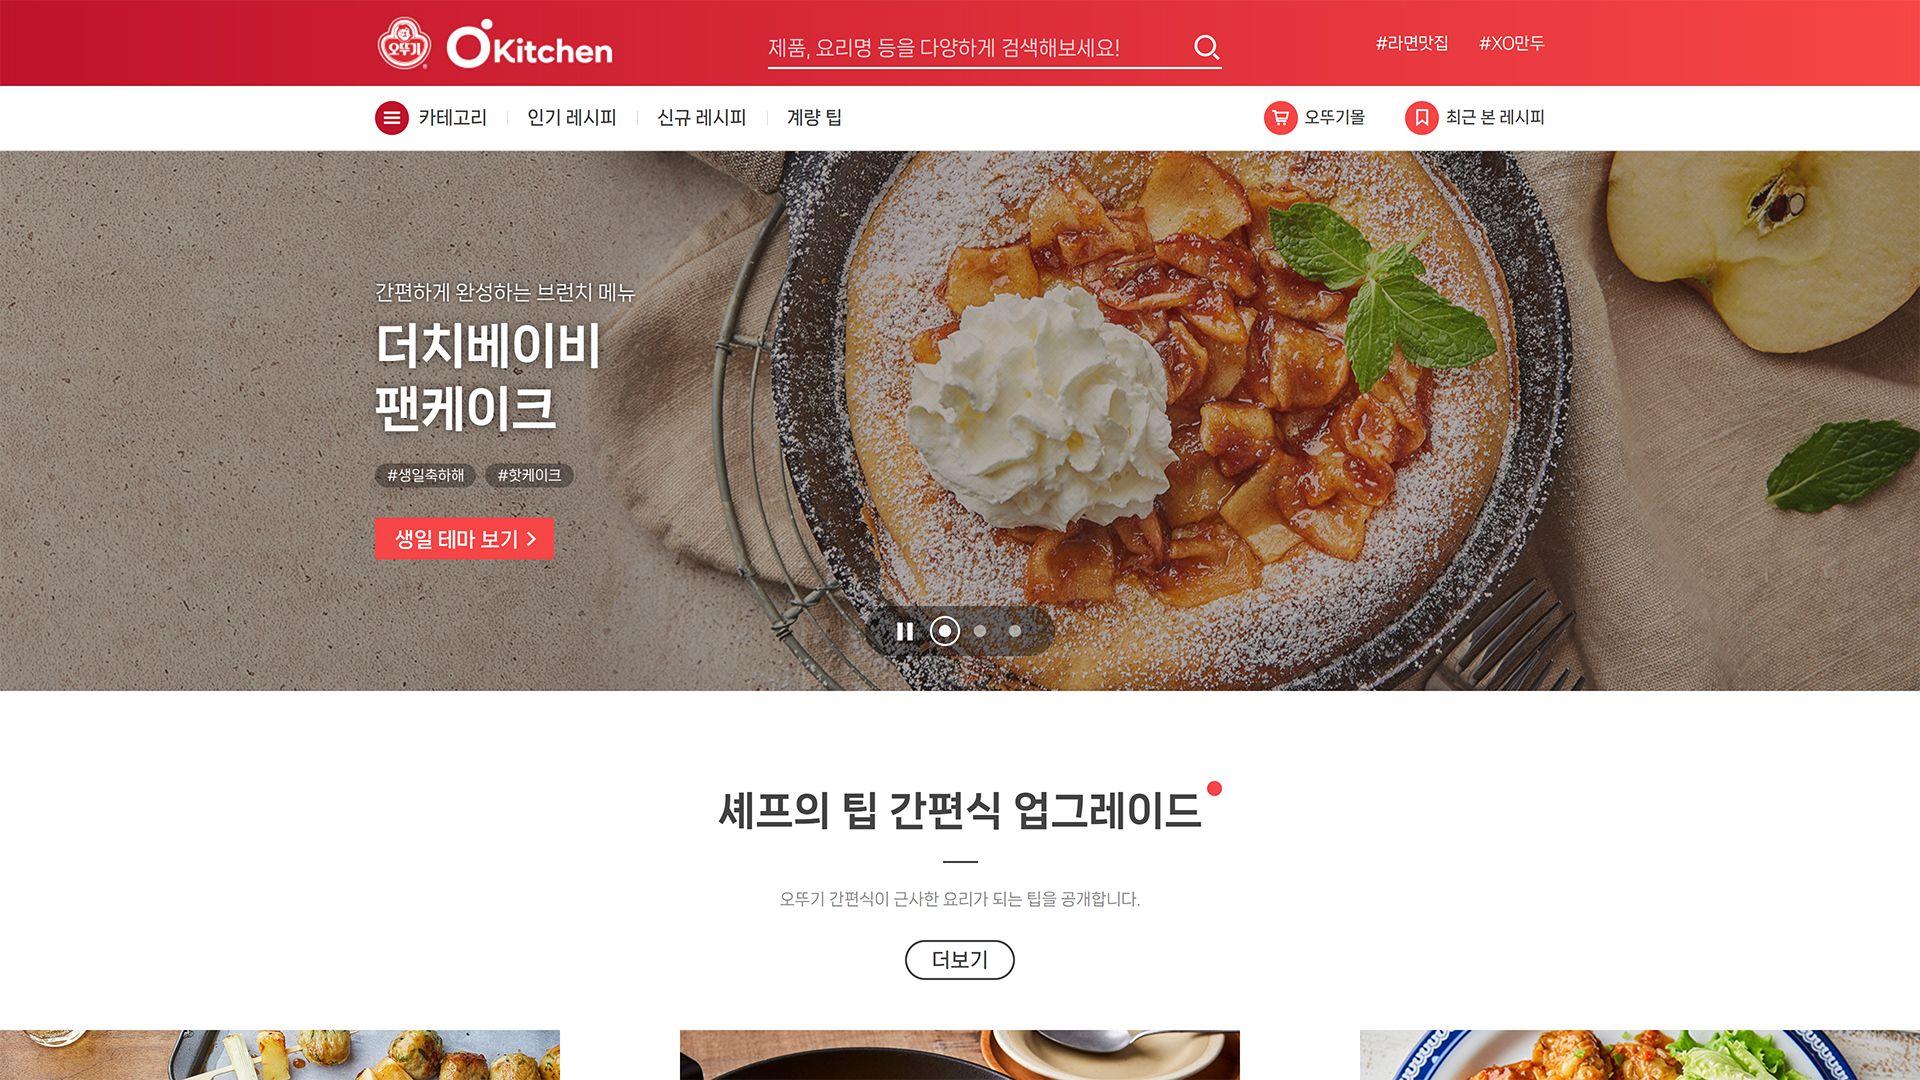 오뚜기
O'Kitchen
제품, 요리명 등을 다양하게 검색해보세요!
#라면맛집
#XO만두
카테고리
인기 레시피
신규 레시피
계량 팁
오뚜기몰
최근 본 레시피
간편하게 완성하는 브런치 메뉴
더치베이비
팬케이크
#생일축하해
#핫케이크
생일 테마 보기
셰프의 팁 간편식 업그레이드
오뚜기 간편식이 근사한 요리가 되는 팁을 공개합니다.
더보기